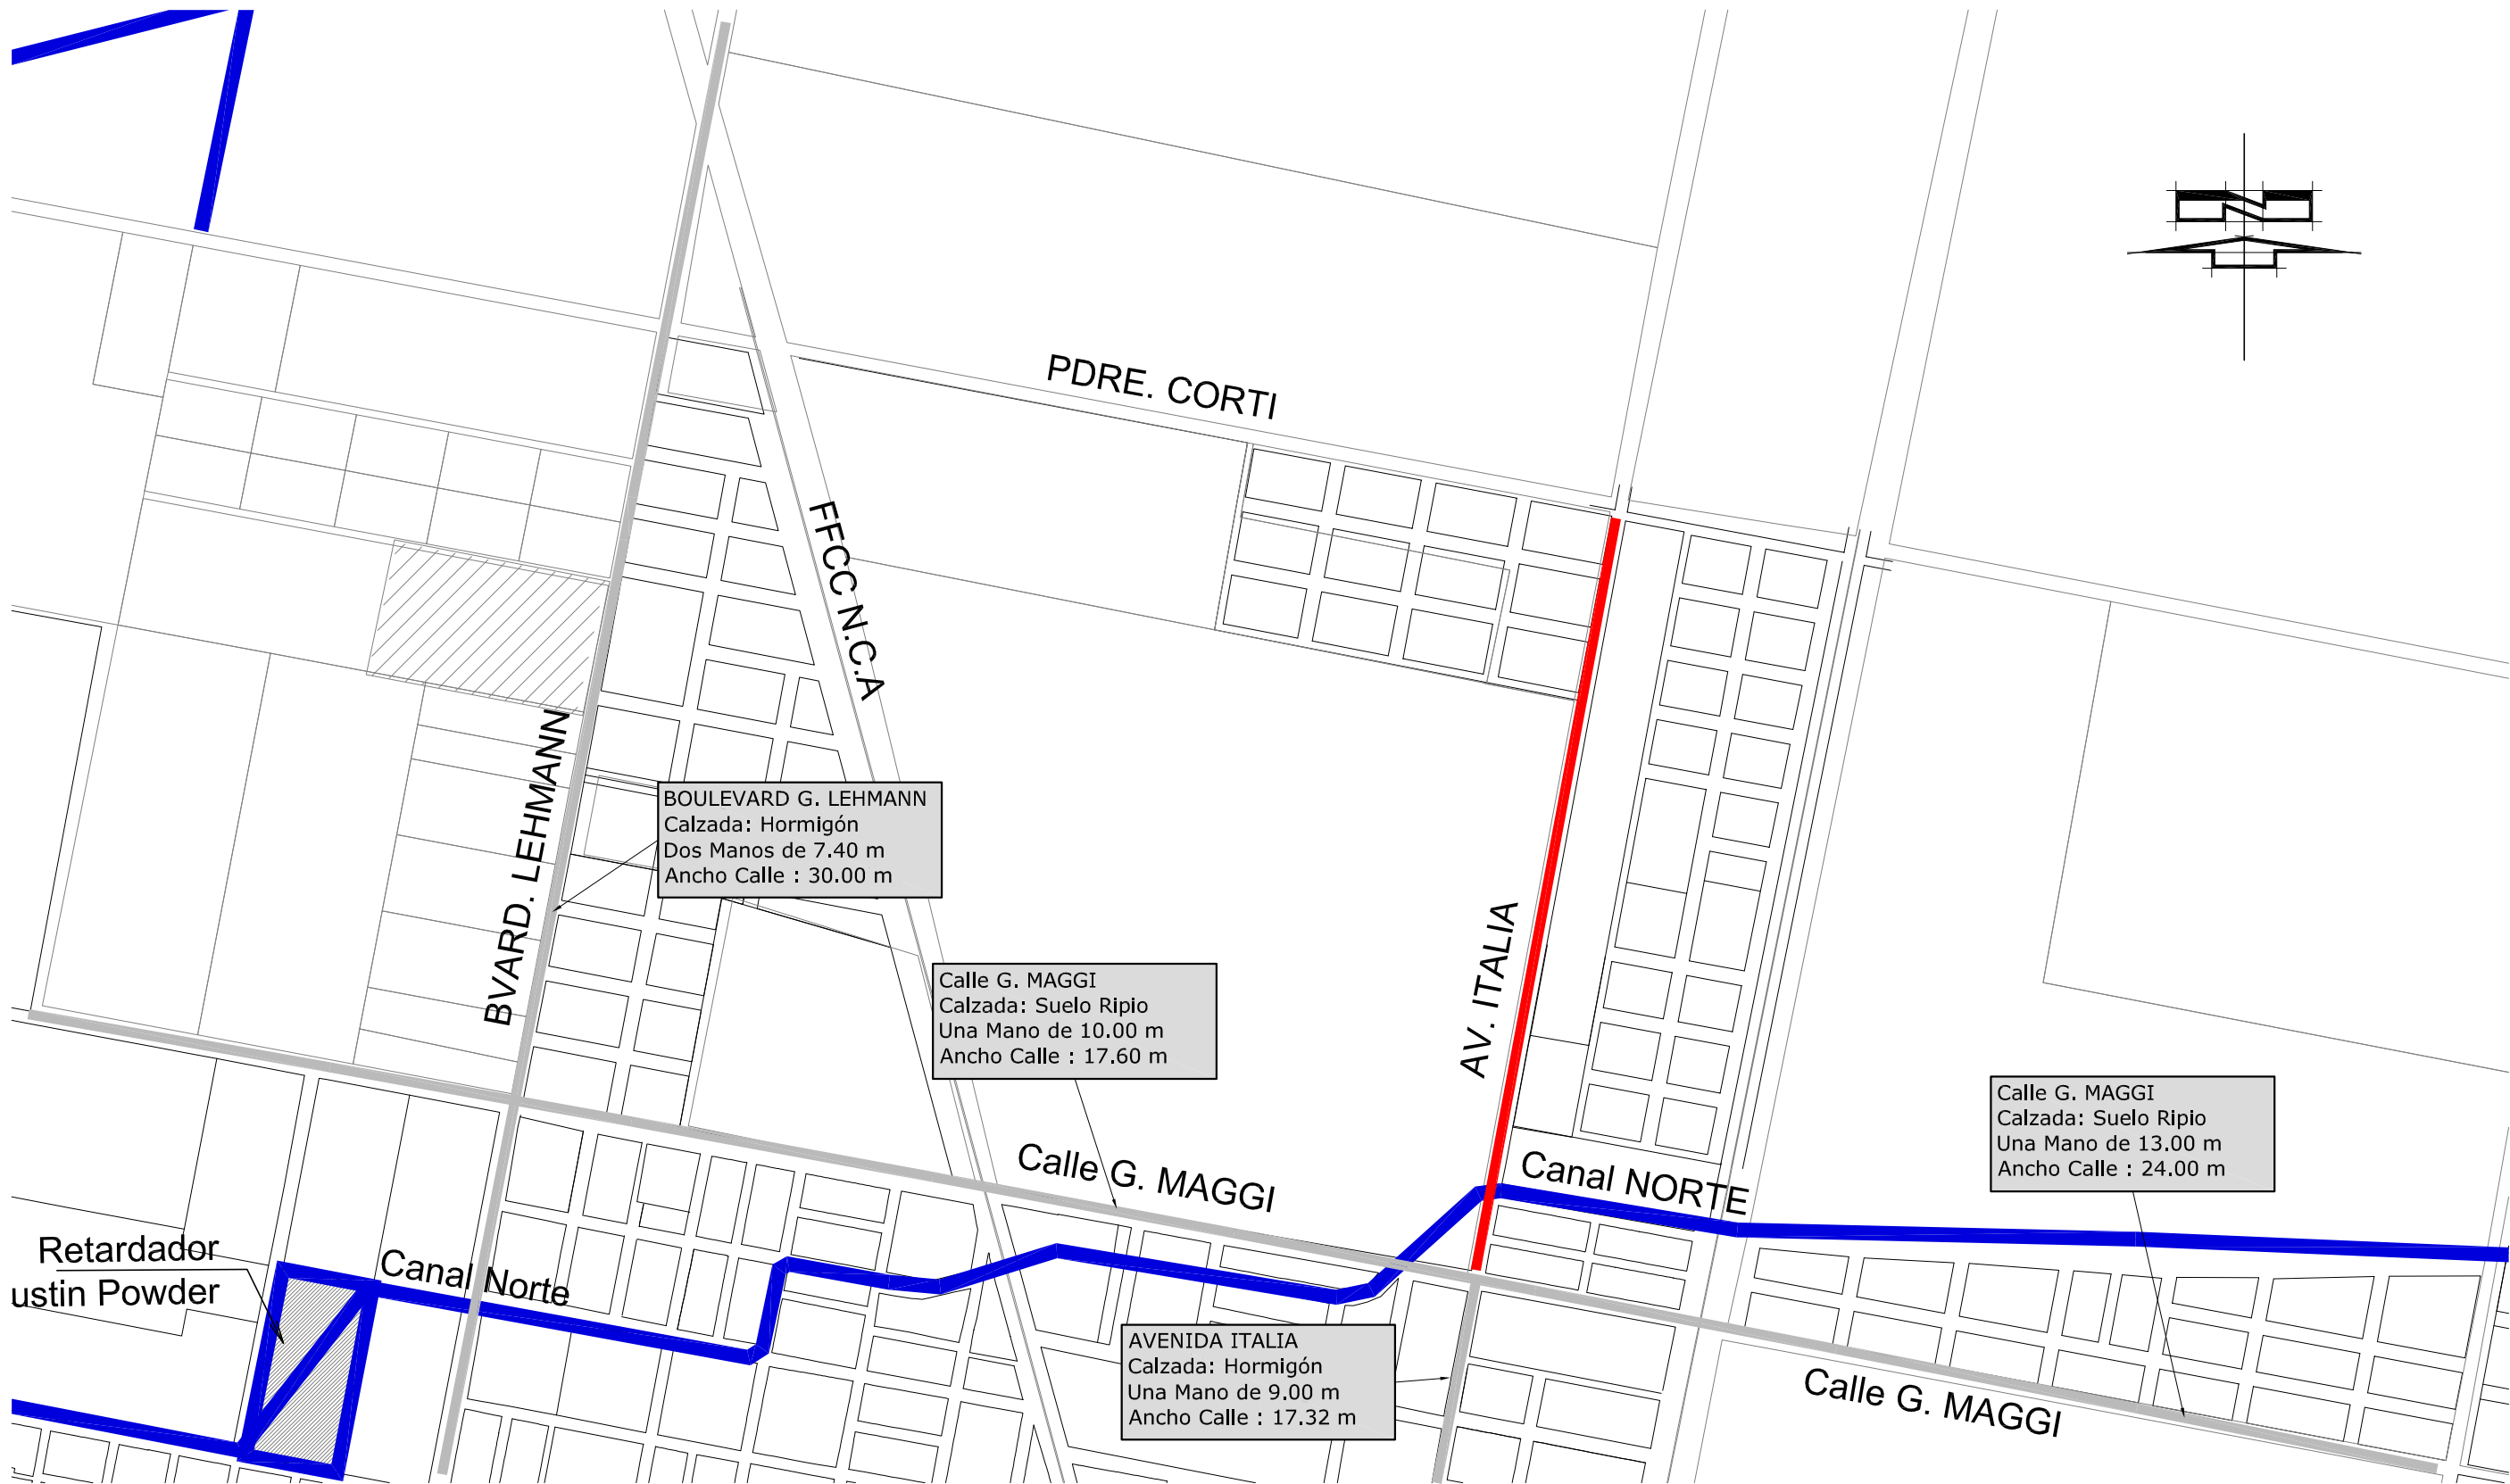 N
PDRE. CORTI
FFCC N.C.A
BVARD. LEHMANN
BOULEVARD G. LEHMANN
Calzada: Hormigón
Dos Manos de 7.40 m
Ancho Calle : 30.00 m
AV. ITALIA
Calle G. MAGGI
Calzada: Suelo Ripio
Una Mano de 10.00 m
Ancho Calle : 17.60 m
Calle G. MAGGI
Calzada: Suelo Ripio
Una Mano de 13.00 m
Ancho Calle : 24.00 m
Calle G. MAGGI
Canal NORTE
Retardador
ustin Powder
Canal Norte
AVENIDA ITALIA
Calzada: Hormigón
Una Mano de 9.00 m
Ancho Calle : 17.32 m
Calle G. MAGGI